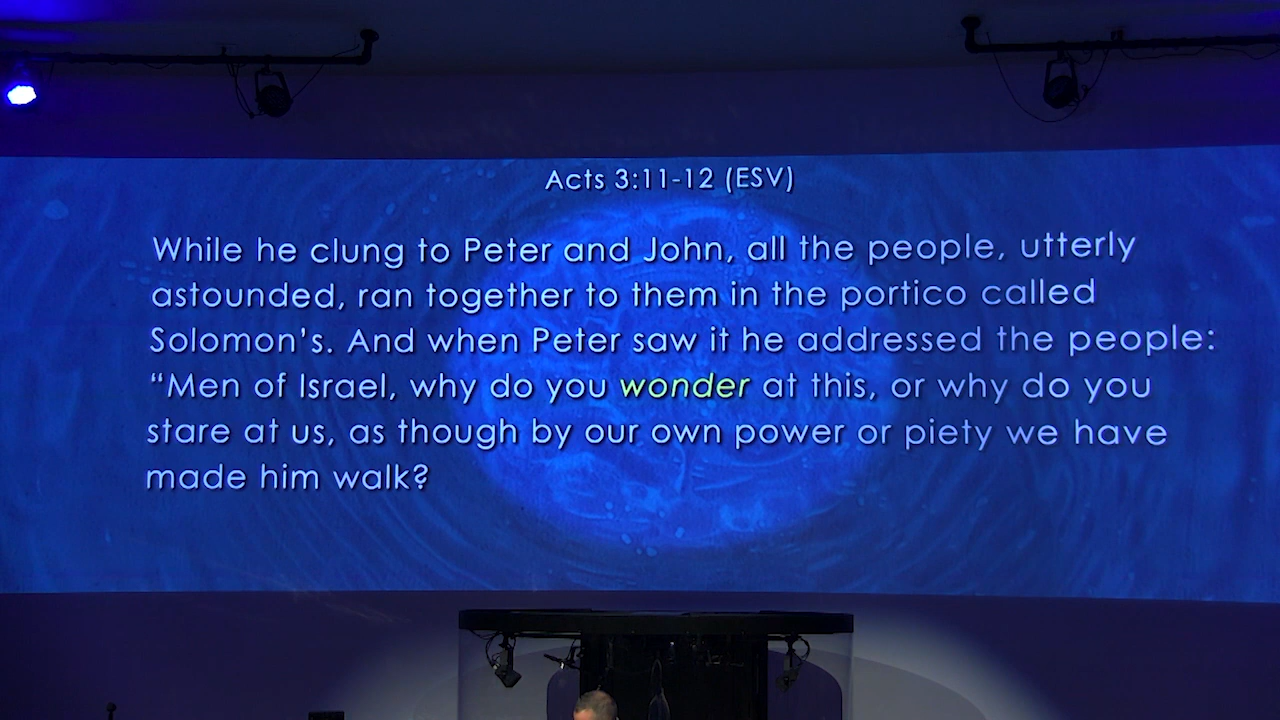 Acts 3:11-12 (ESV)
While he clung to Peter and John, all the people, utterly
astounded, ran together to them in the portico called
Solomon’s. And when Peter saw it he addressed the people:
“Men of Israel, why do you wonder at this, or why do you
stare at us, as though by our own power or piety we have
made him walk?